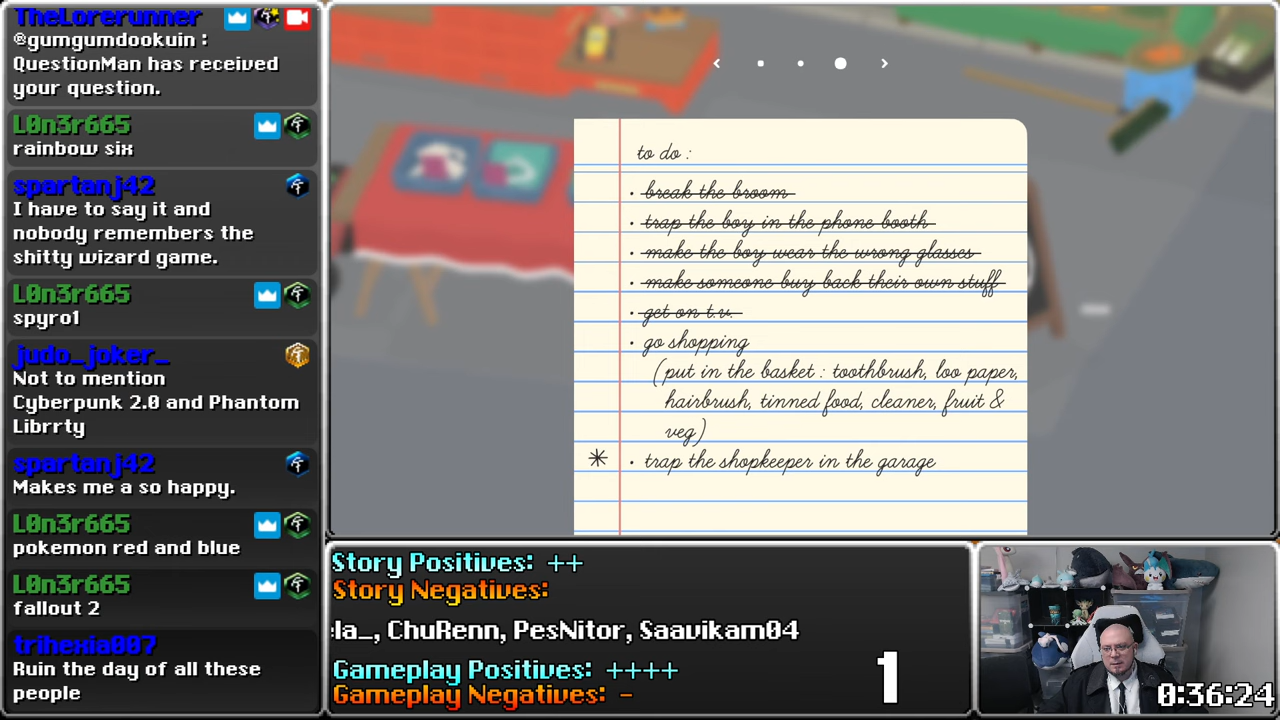 TheLorerunner
@gumgumdookuin :
QuestionMan has received
your question.
L0n3r665
rainbow six
spartanj42
I have to say it and
nobody remembers the
shitty wizard game.
L0n3r665
spyro1
judo_joker_
Not to mention
Cyberpunk 2.0 and Phantom
Librrty
spartanj42
Makes me a so happy.
L0n3r665
pokemon red and blue
L0n3r665
fallout 2
trihexia007
Ruin the day of all these
people
to do :
• break the broom
• trap the boy in the phone booth
• make the boy wear the wrong glasses
• make someone buy back their own stuff
• get on t.v.
• go shopping
(put in the basket : toothbrush, loo paper,
hairbrush, tinned food, cleaner, fruit &
veg)
• trap the shopkeeper in the garage
Story Positives: ++
Story Negatives:
la_, ChuRenn, PesNitor, Saavikam04
Gameplay Positives: ++++
Gameplay Negatives: -
1
0:36:24